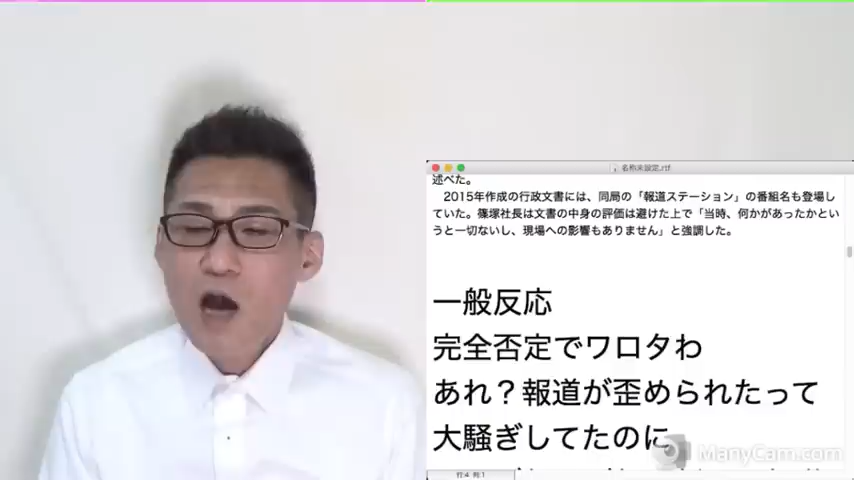 名称未設定.rtf
述べた。
2015年作成の行政文書には、同局の「報道ステーション」の番組名も登場し
ていた。篠塚社長は文書の中身の評価は避けた上で「当時、何かがあったかとい
うと一切ないし、現場への影響もありません」と強調した。
一般反応
完全否定でワロタわ
あれ？報道が歪められたって
大騒ぎしてたのに
ManyCam.com
行:4 列:1